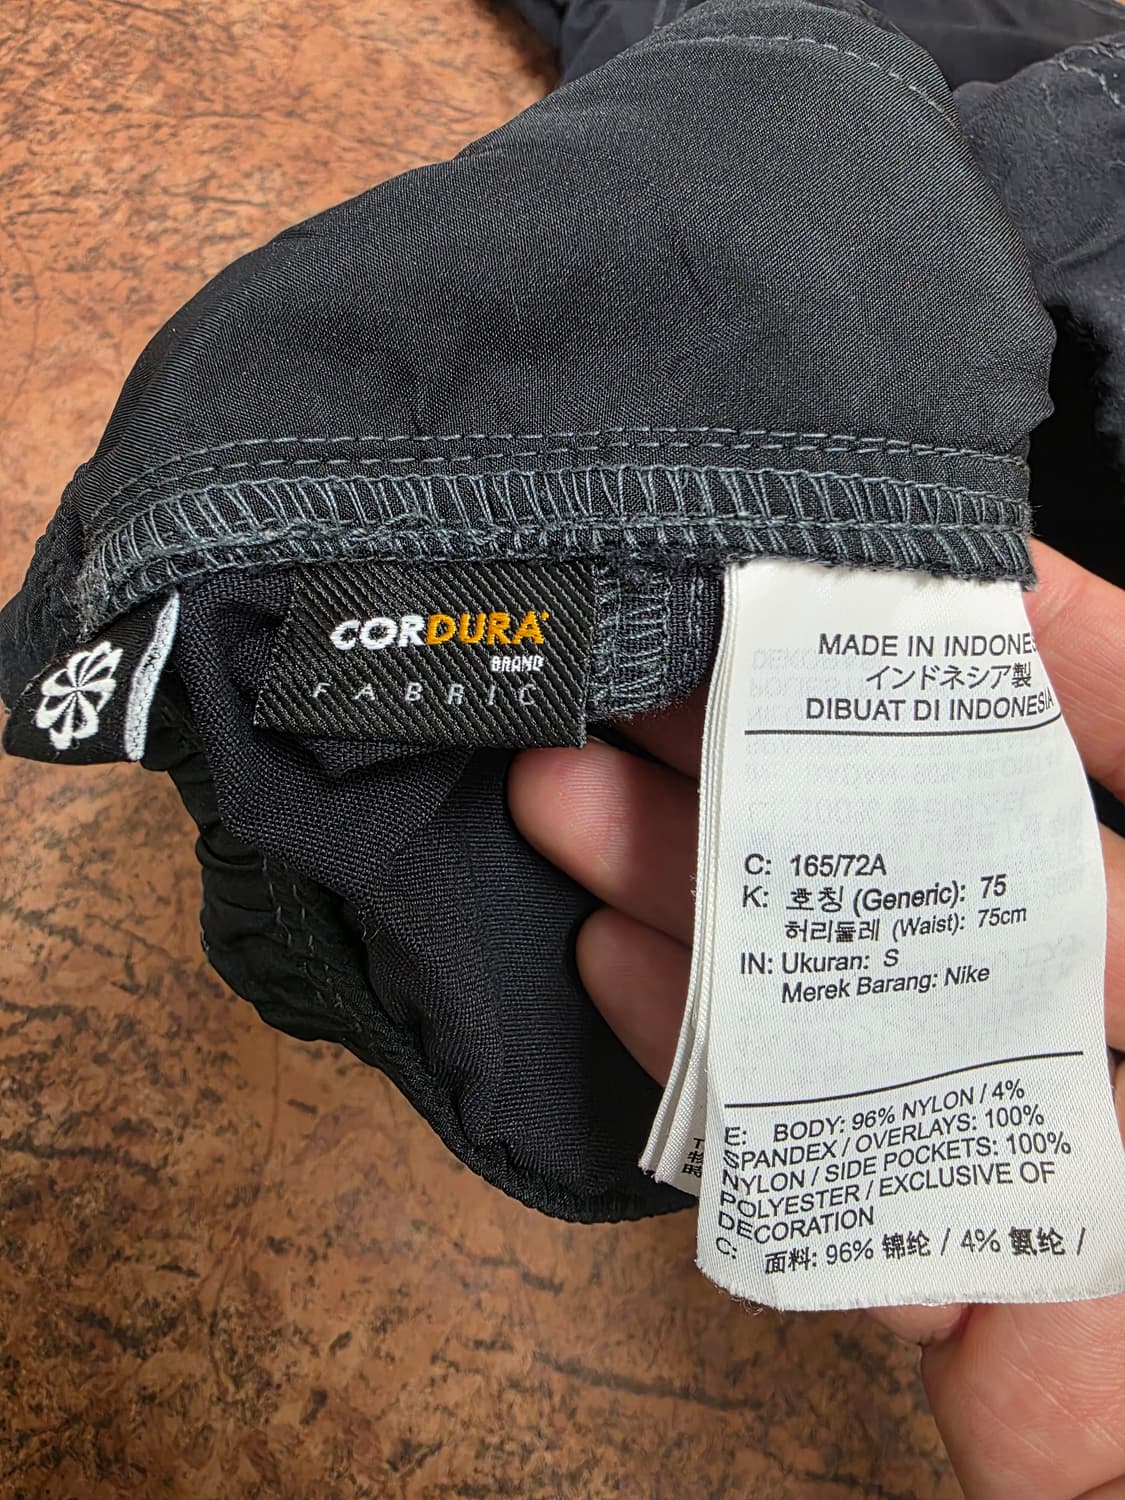 CORDURA
BRAND
FABRIC
MADE IN INDONES
インドネシア製
DIBUAT DI INDONESIA
C: 165/72A
K: 호칭 (Generic): 75
허리둘레 (Waist): 75cm
IN: Ukuran: S
Merek Barang: Nike
E: BODY: 96% NYLON / 4%
SPANDEX / OVERLAYS: 100%
NYLON / SIDE POCKETS: 100%
POLYESTER / EXCLUSIVE OF
DECORATION
C: 面料: 96% 锦纶 / 4% 氨纶 /